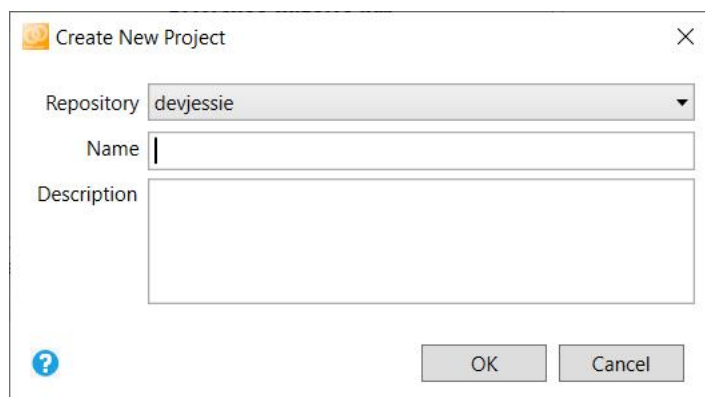 Create New Project
Repository devjessie
Name
Description
?
OK Cancel